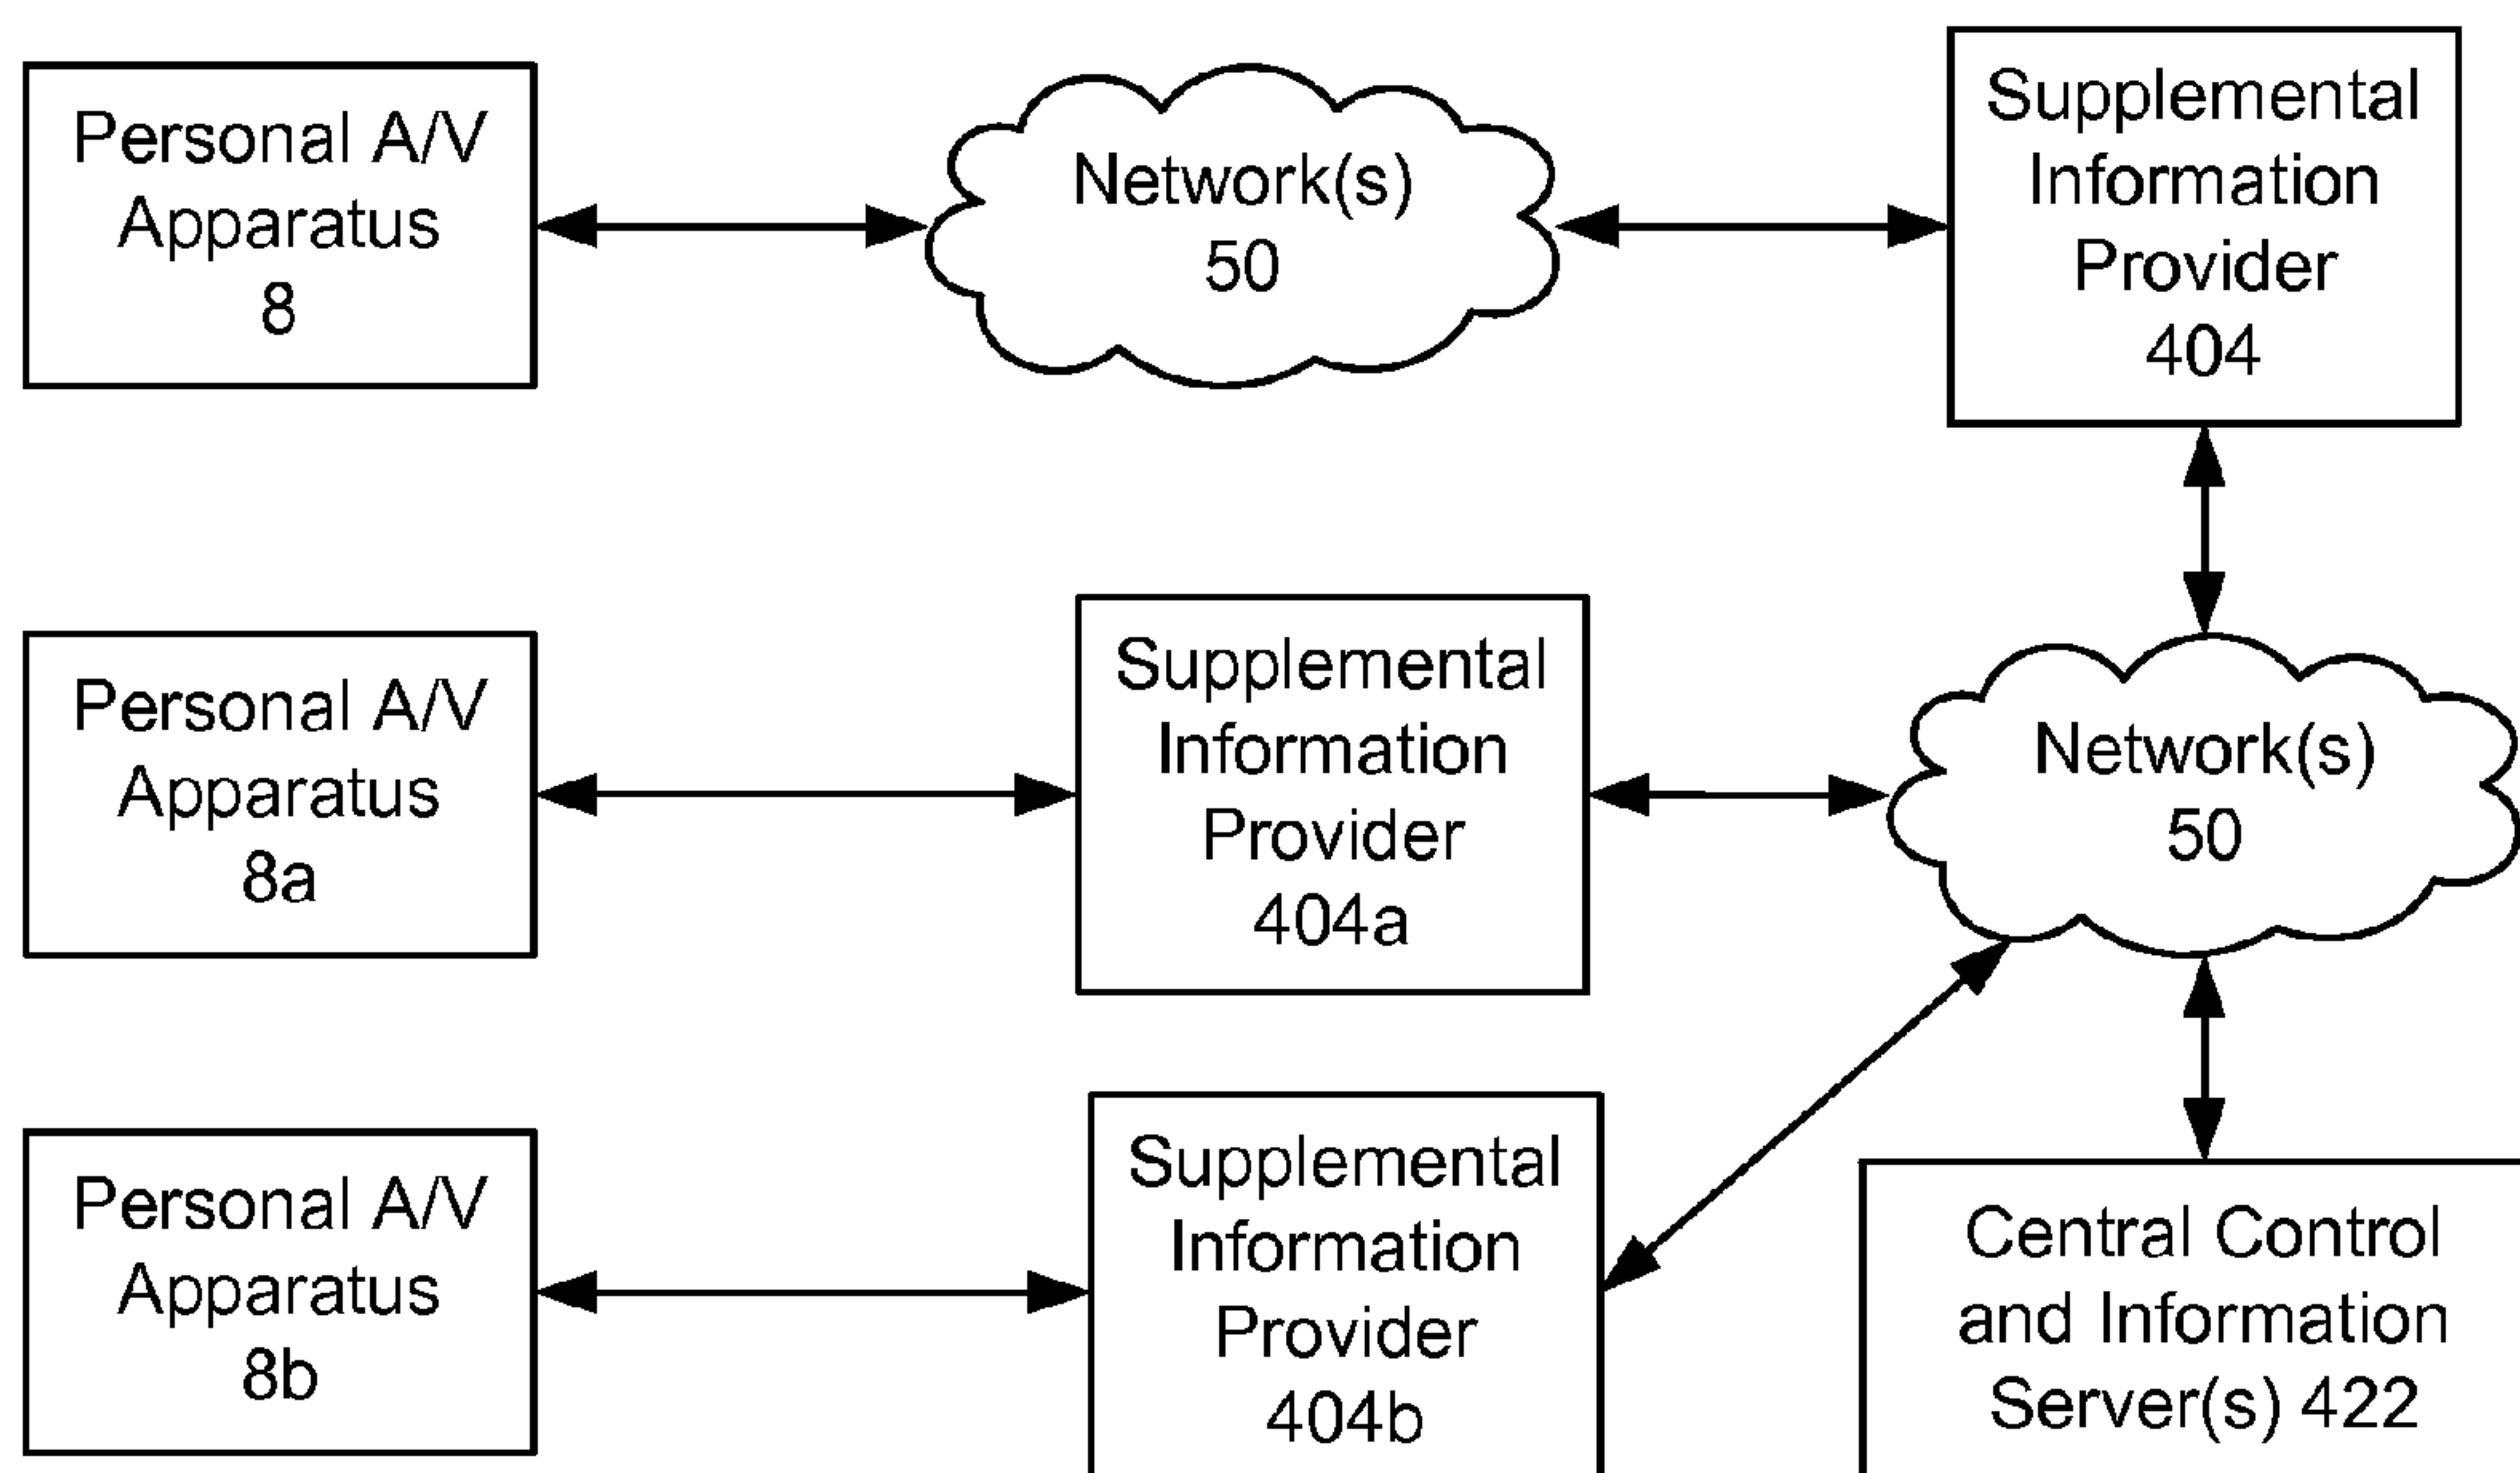 Personal A/V
Apparatus
8
Network(s)
50
Supplemental
Information
Provider
404
Personal A/V
Apparatus
8a
Supplemental
Information
Provider
404a
Network(s)
50
Personal A/V
Apparatus
8b
Supplemental
Information
Provider
404b
Central Control
and Information
Server(s) 422